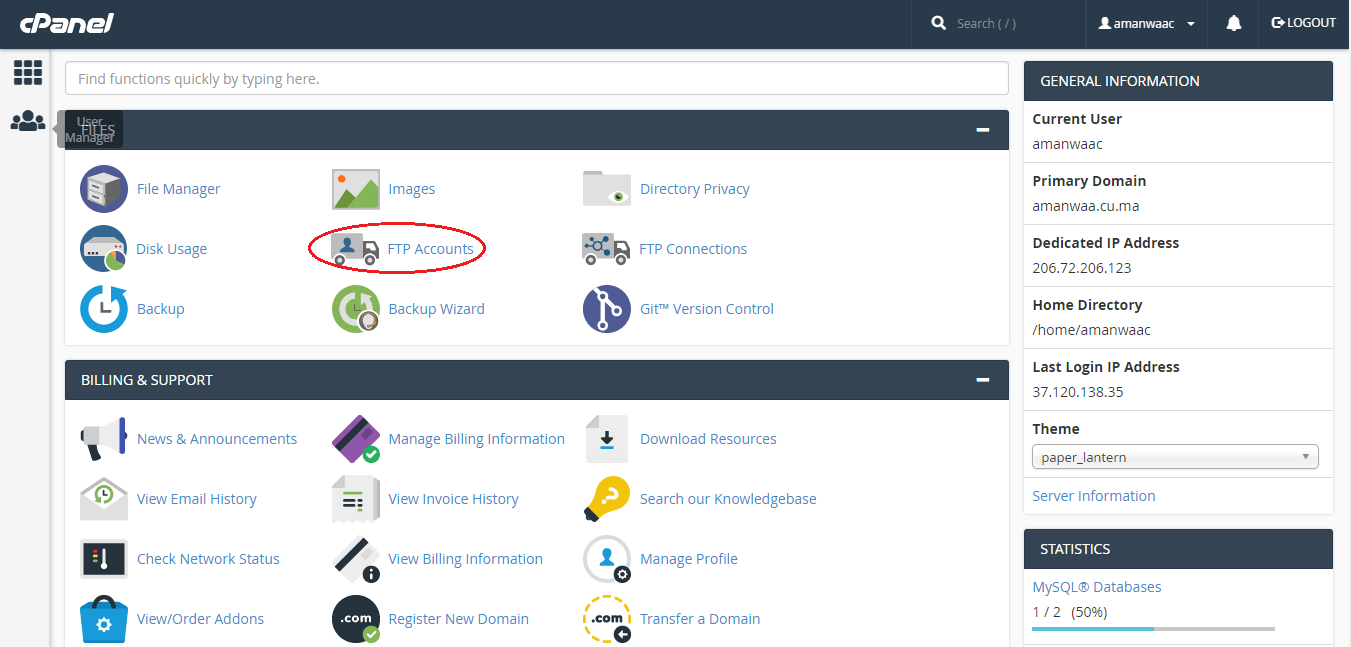 cPanel
Search ( / )
amanwaac
LOGOUT
Find functions quickly by typing here.
User
Manager
FILES
File Manager
Images
Directory Privacy
Disk Usage
FTP Accounts
FTP Connections
Backup
Backup Wizard
Git™ Version Control
BILLING & SUPPORT
News & Announcements
Manage Billing Information
Download Resources
View Email History
View Invoice History
Search our Knowledgebase
Check Network Status
View Billing Information
Manage Profile
View/Order Addons
.com
Register New Domain
.com
Transfer a Domain
GENERAL INFORMATION
Current User
amanwaac
Primary Domain
amanwaa.cu.ma
Dedicated IP Address
206.72.206.123
Home Directory
/home/amanwaac
Last Login IP Address
37.120.138.35
Theme
paper_lantern
Server Information
STATISTICS
MySQL® Databases
1 / 2 (50%)